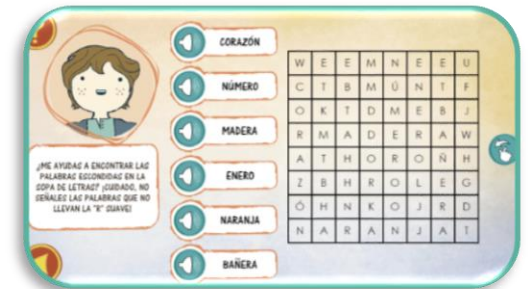 CORAZÓN
NÚMERO
MADERA
ENERO
NARANJA
BAÑERA
¿ME AYUDAS A ENCONTRAR LAS
PALABRAS ESCONDIDAS EN LA
SOPA DE LETRAS? ¡CUIDADO, NO
SEÑALES LAS PALABRAS QUE NO
LLEVAN LA "R" SUAVE!
W E E M N E E U
C T B M Ú N T F
O K T D M E B J
R M A D E R A W
A T H O R O Ñ H
Z B H R O L E G
Ó H N K O J R D
N A R A N J A T